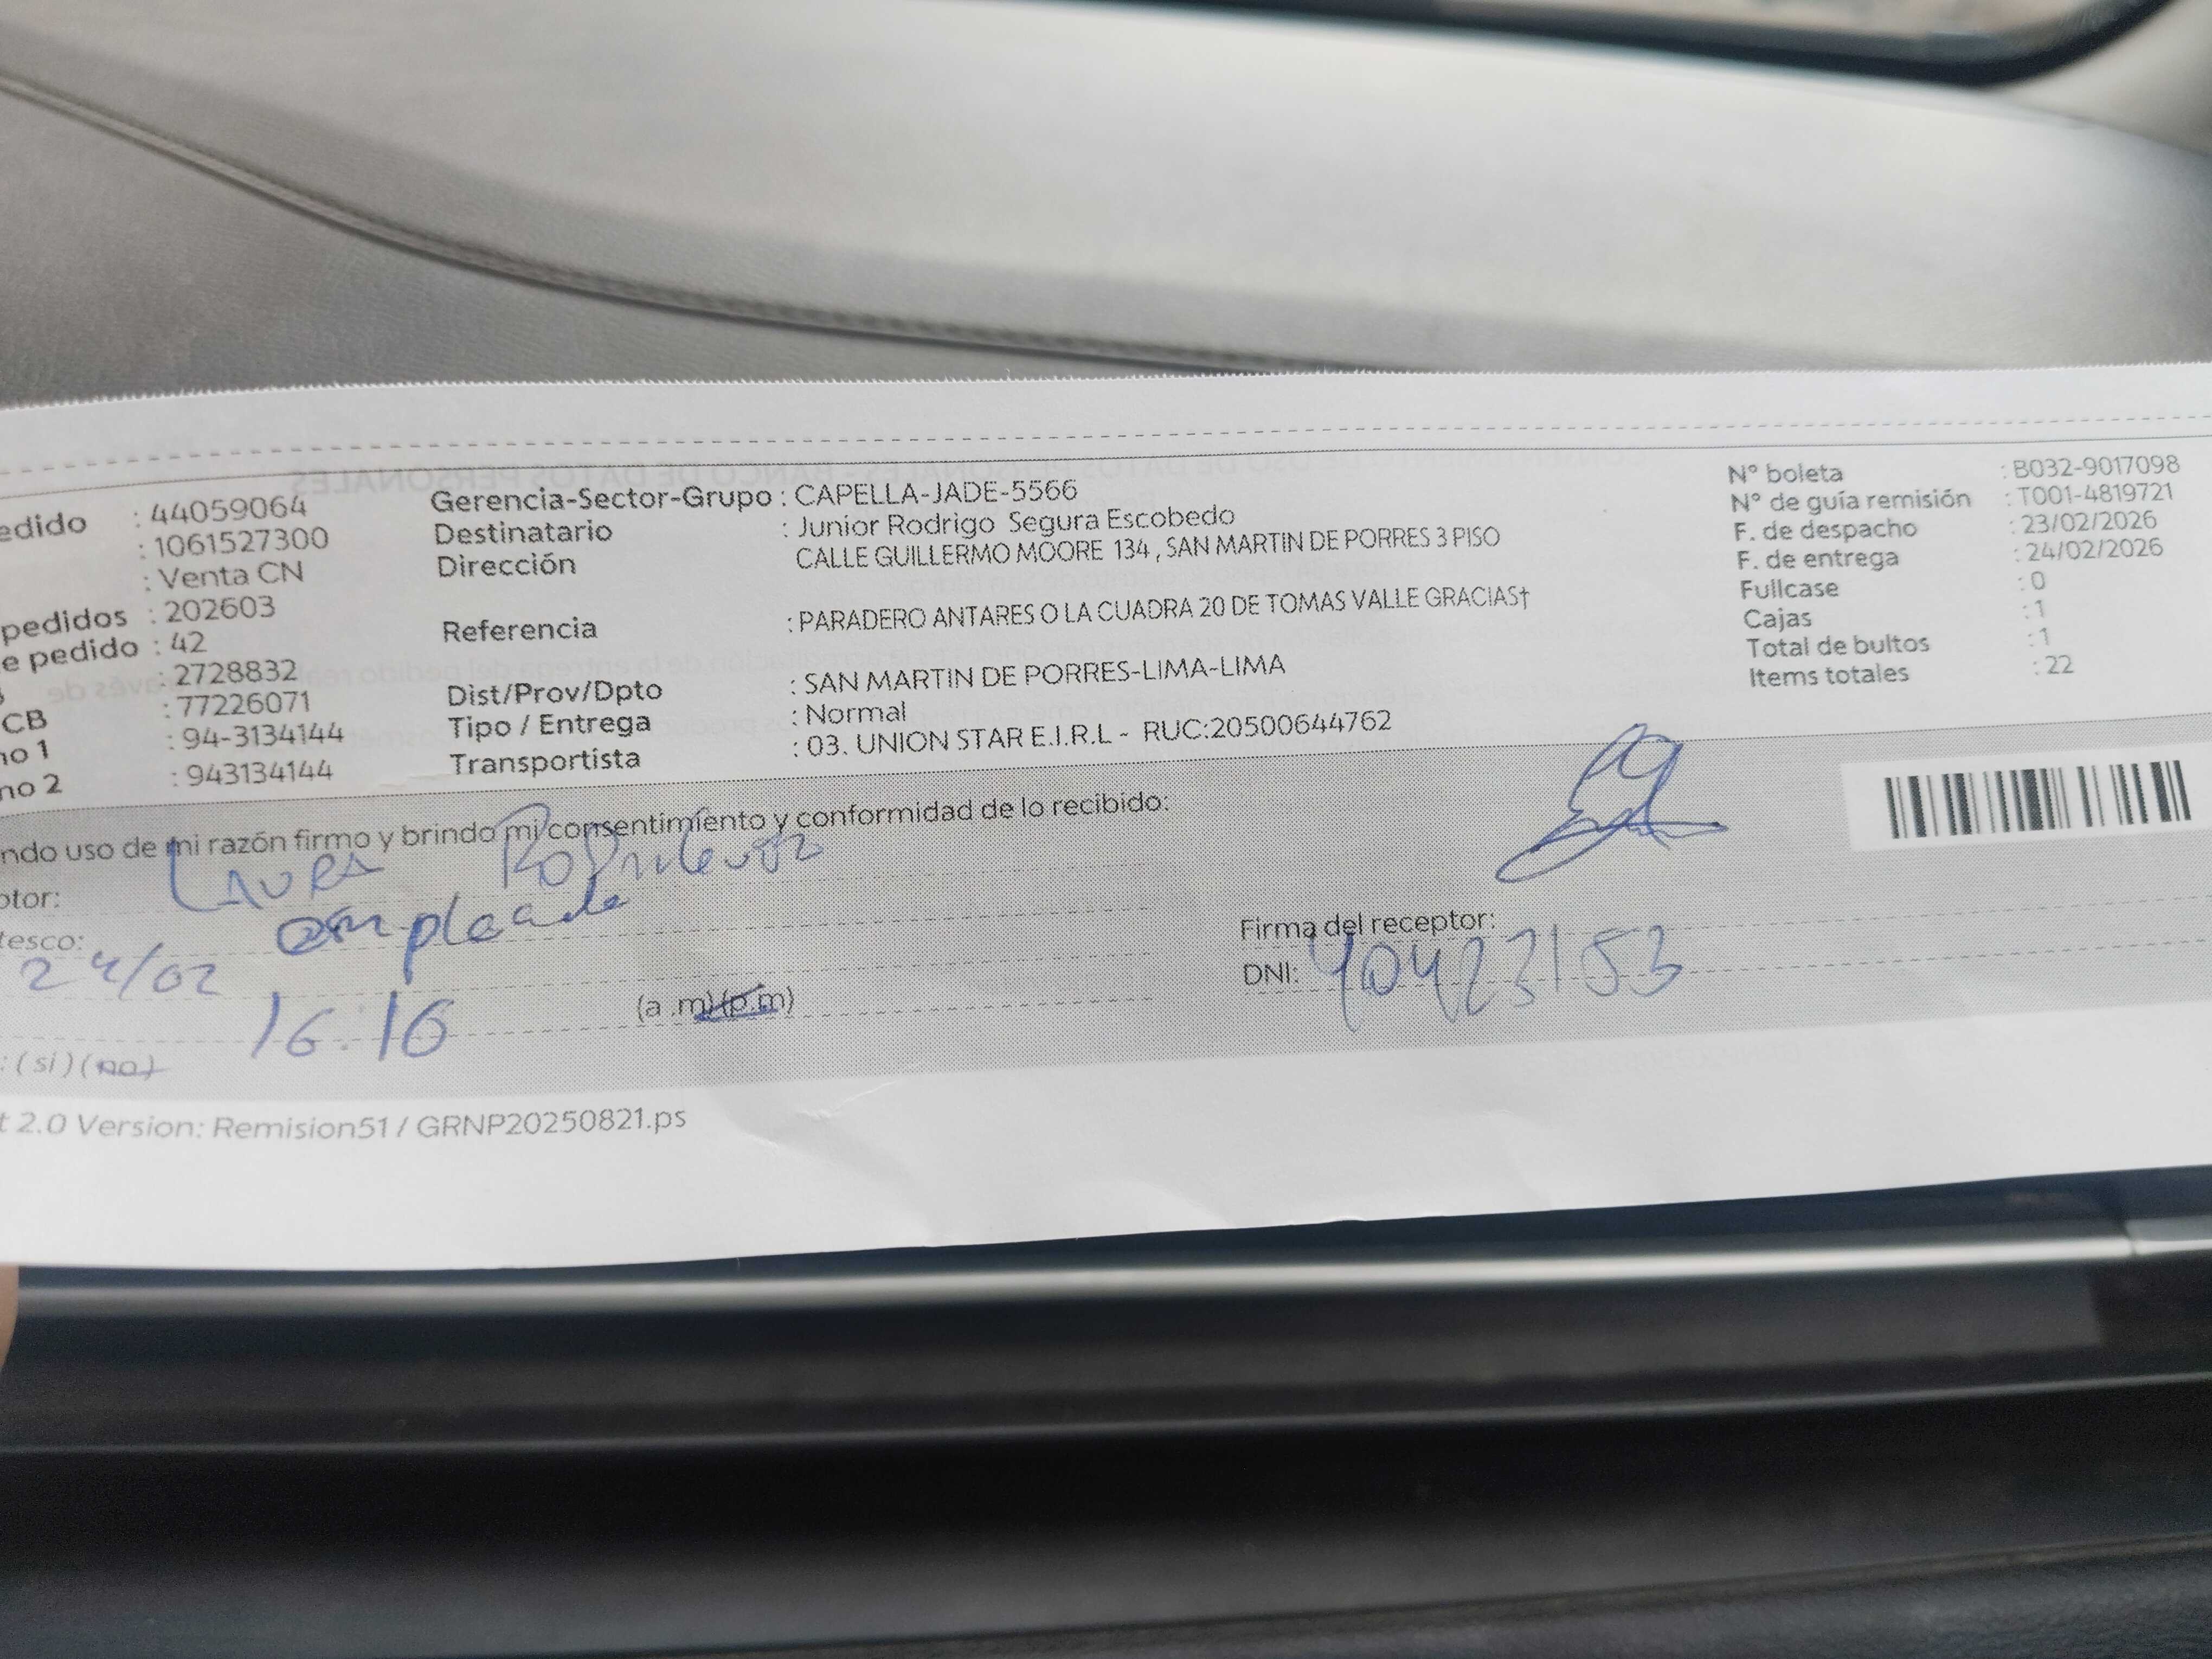 edido : 44059064
: 1061527300
: Venta CN
pedidos : 202603
e pedido : 42
: 2728832
CB : 77226071
no 1 : 94-3134144
no 2 : 943134144
Gerencia-Sector-Grupo : CAPELLA-JADE-5566
Destinatario : Junior Rodrigo Segura Escobedo
Dirección CALLE GUILLERMO MOORE 134 , SAN MARTIN DE PORRES 3 PISO
Referencia : PARADERO ANTARES O LA CUADRA 20 DE TOMAS VALLE GRACIAS†
Dist/Prov/Dpto : SAN MARTIN DE PORRES-LIMA-LIMA
Tipo / Entrega : Normal
Transportista : 03. UNION STAR E.I.R.L - RUC:20500644762
N° boleta : B032-9017098
N° de guía remisión : T001-4819721
F. de despacho : 23/02/2026
F. de entrega : 24/02/2026
Fullcase : 0
Cajas : 1
Total de bultos : 1
Items totales : 22
ndo uso de mi razón firmo y brindo mi consentimiento y conformidad de lo recibido:
otor: LAURA
tesco: empleada
24/02
16:16 (a .m) (p.m)
: ( sí ) ( no )
Firma del receptor:
DNI: 40423153
t 2.0 Version: Remision51 / GRNP20250821.ps